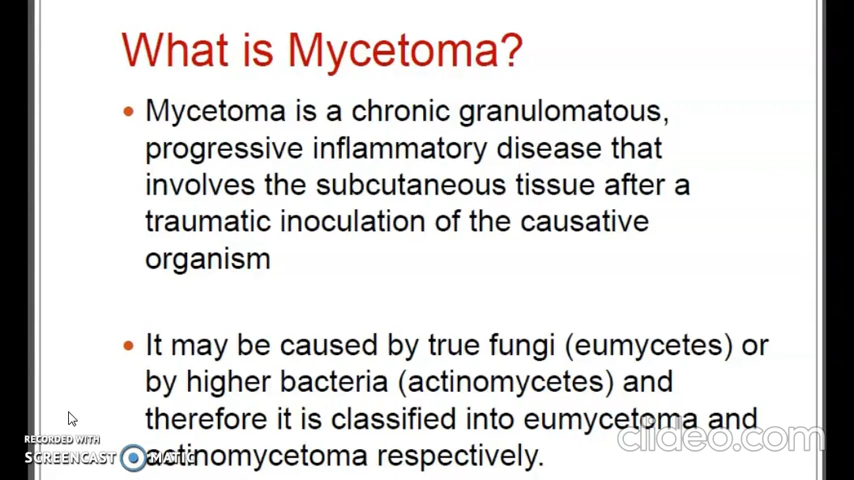 What is Mycetoma?
• Mycetoma is a chronic granulomatous,
progressive inflammatory disease that
involves the subcutaneous tissue after a
traumatic inoculation of the causative
organism
• It may be caused by true fungi (eumycetes) or
by higher bacteria (actinomycetes) and
therefore it is classified into eumycetoma and
actinomycetoma respectively.
clideo.com
RECORDED WITH
SCREENCAST MATIC